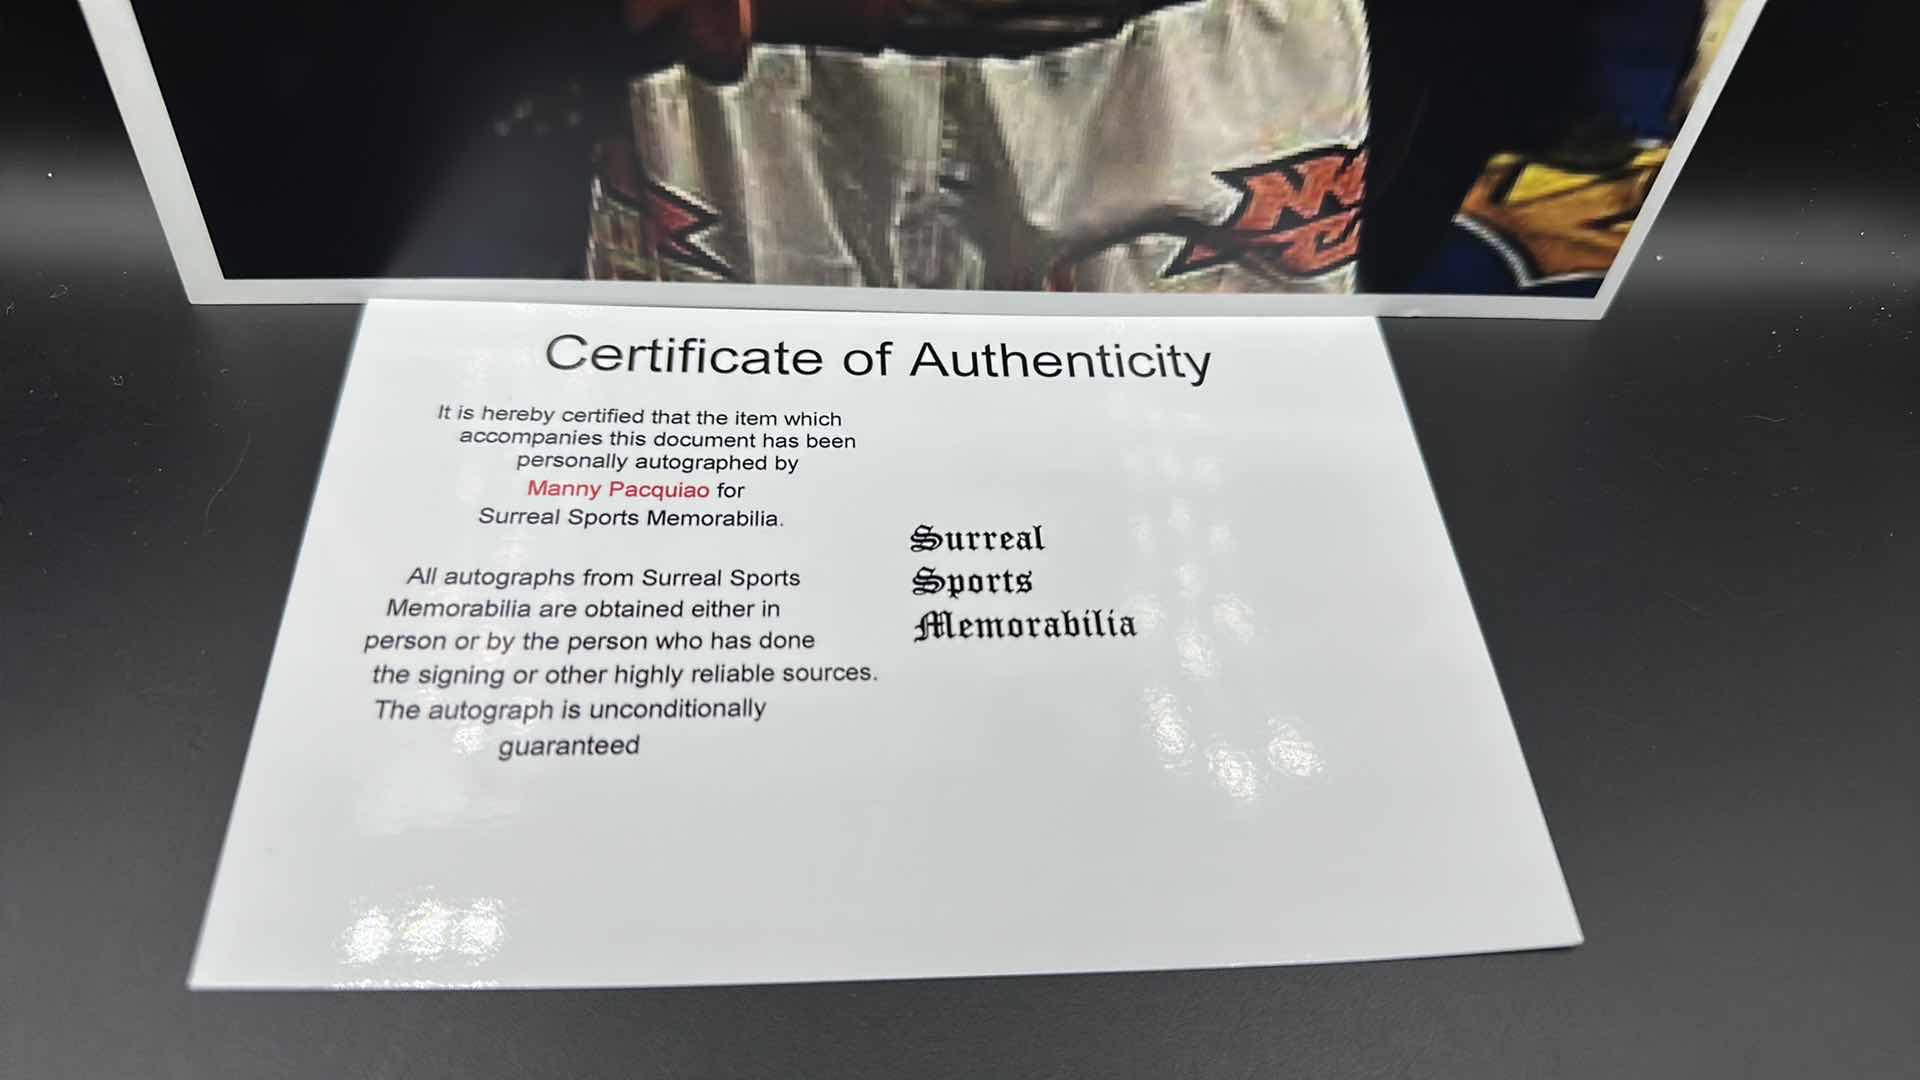 Certificate of Authenticity
It is hereby certified that the item which
accompanies this document has been
personally autographed by
Manny Pacquiao for
Surreal Sports Memorabilia.
All autographs from Surreal Sports
Memorabilia are obtained either in
person or by the person who has done
the signing or other highly reliable sources.
The autograph is unconditionally
guaranteed
Surreal
Sports
Memorabilia